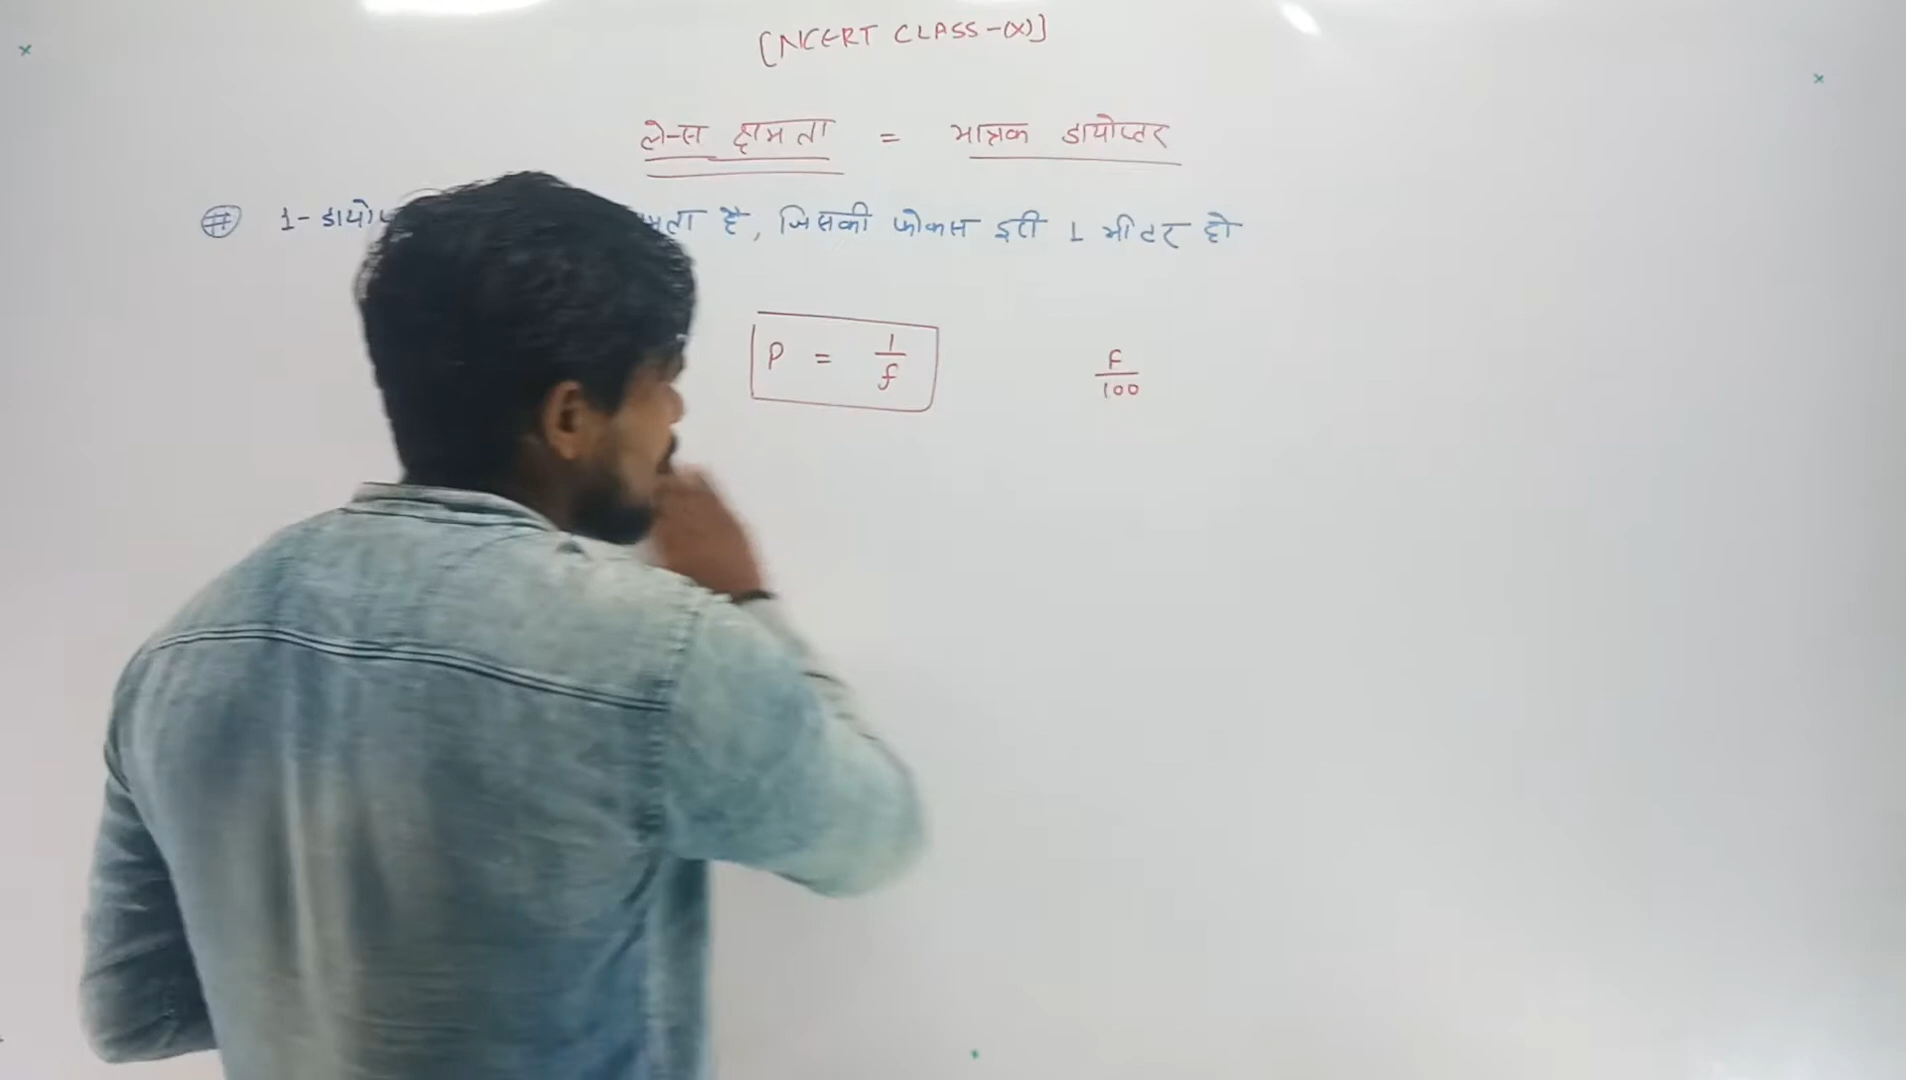 [NCERT CLASS-(X)]
लेन्स क्षमता = मात्रक डायोप्टर
# 1- है, जिसकी फोकस दूरी 1 मीटर हो
P = 1/f
F/100